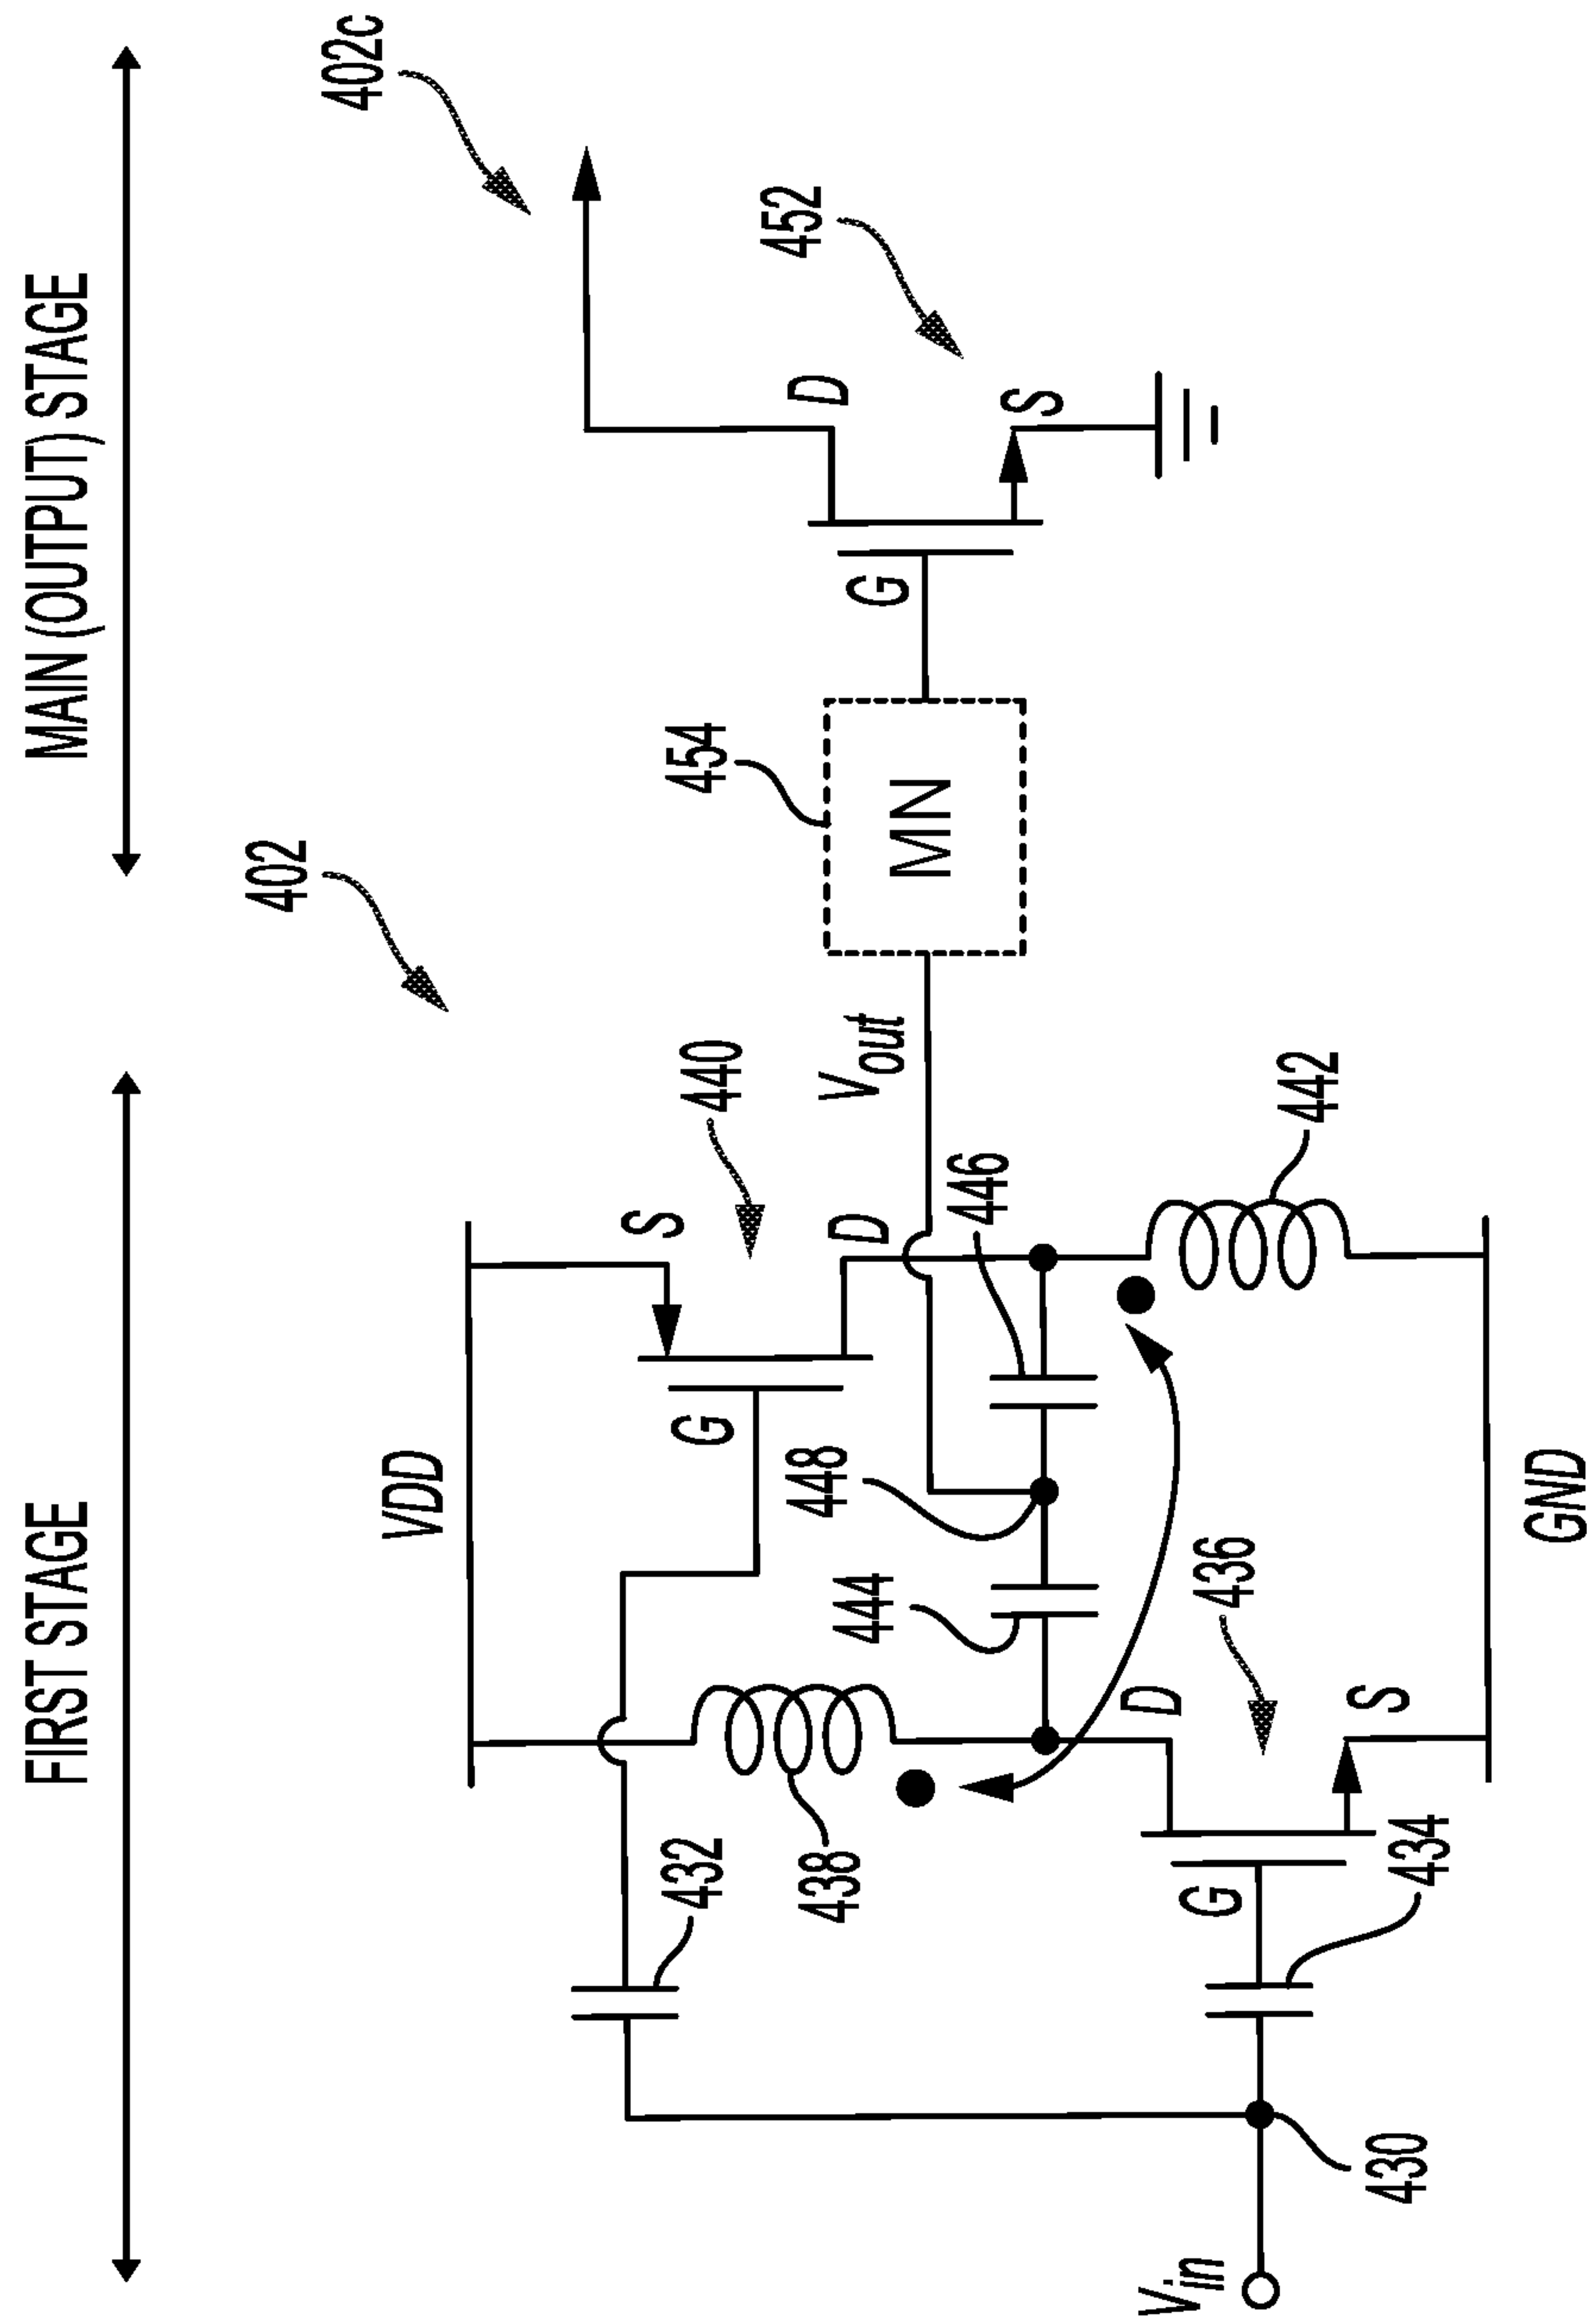 FIRST STAGE
MAIN (OUTPUT) STAGE
402
402c
VDD
432
438
G
S
440
D
444
448
446
Vout
454
MN
G
D
S
452
Vin
430
434
G
D
436
S
442
GND